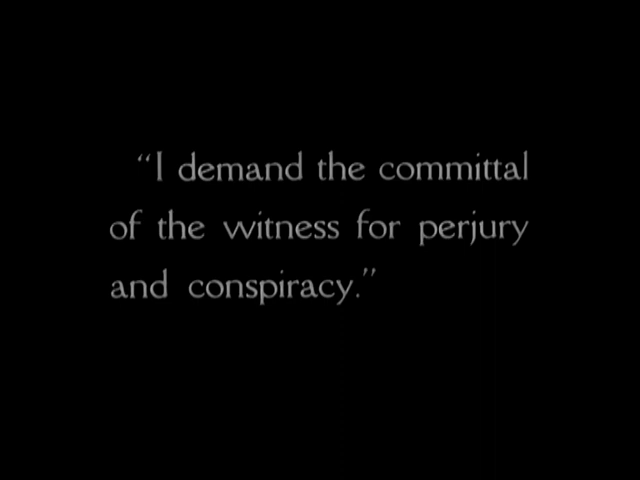 “I demand the committal
of the witness for perjury
and conspiracy.”